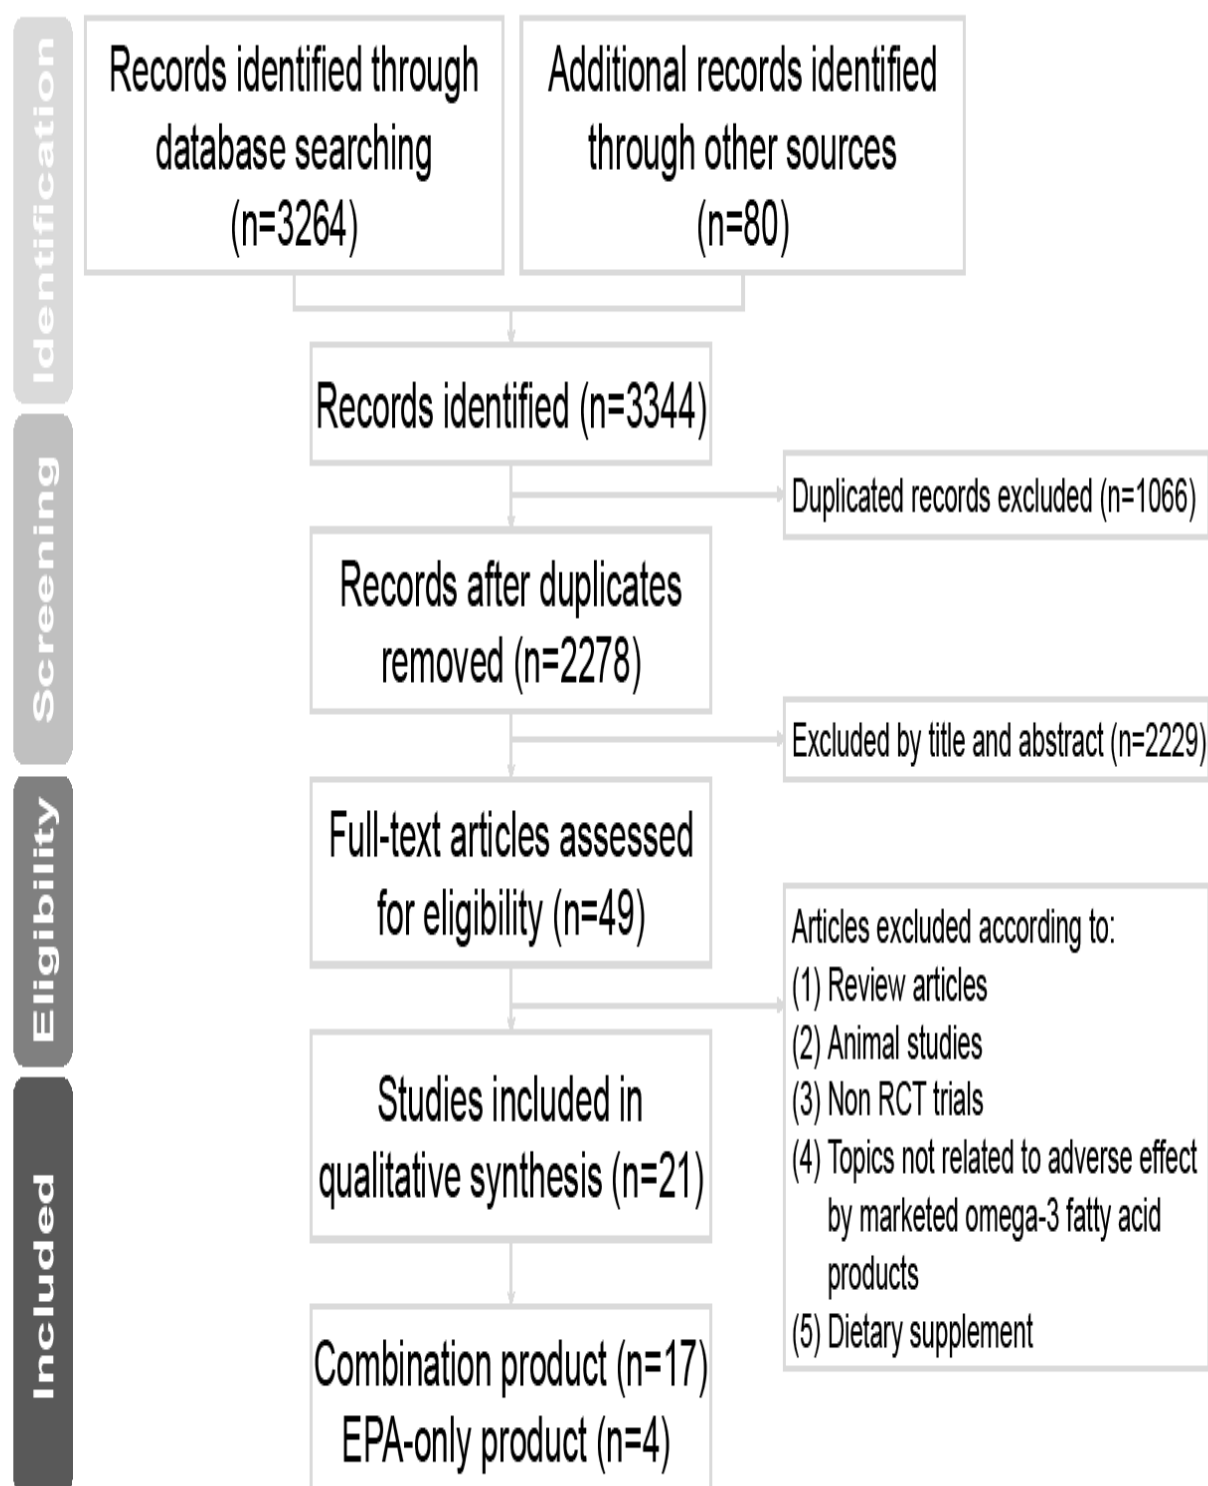 Identification
Records identified through
database searching
(n=3264)
Additional records identified
through other sources
(n=80)
Records identified (n=3344)
Screening
Duplicated records excluded (n=1066)
Records after duplicates
removed (n=2278)
Excluded by title and abstract (n=2229)
Eligibility
Full-text articles assessed
for eligibility (n=49)
Articles excluded according to:
(1) Review articles
(2) Animal studies
(3) Non RCT trials
(4) Topics not related to adverse effect
by marketed omega-3 fatty acid
products
(5) Dietary supplement
Included
Studies included in
qualitative synthesis (n=21)
Combination product (n=17)
EPA-only product (n=4)